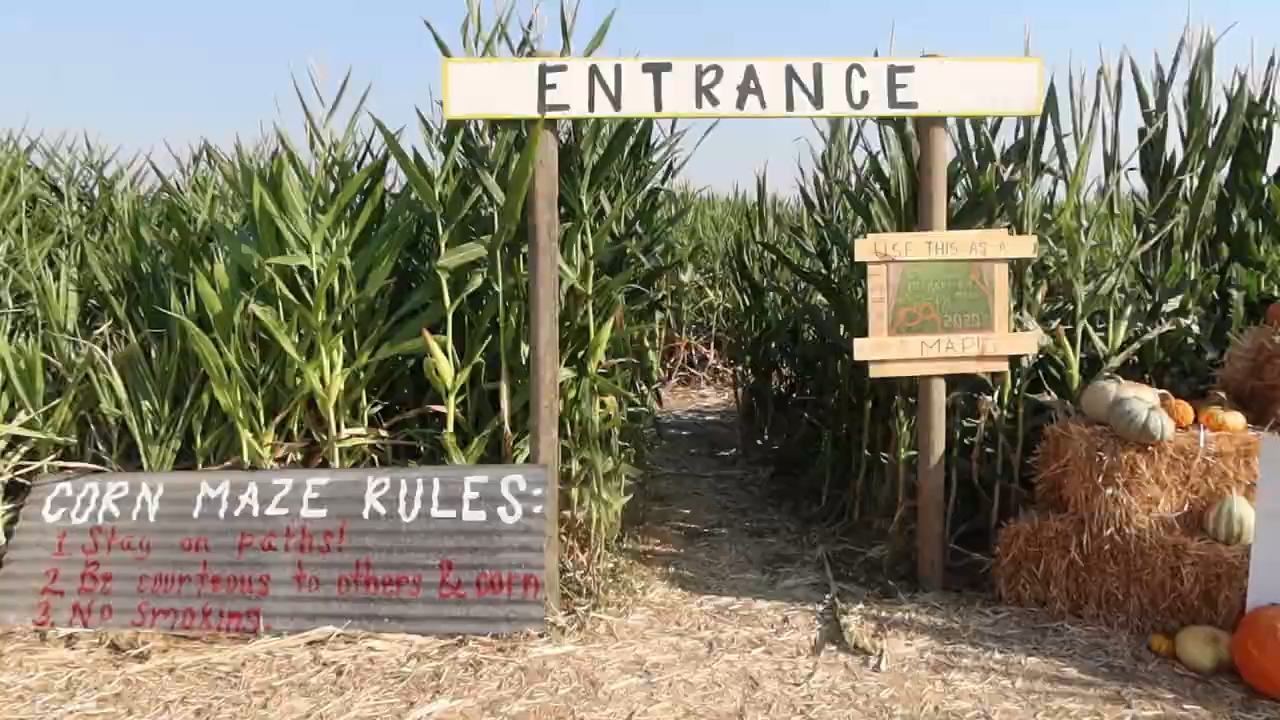 ENTRANCE
USE THIS AS A
2020
MAP!
CORN MAZE RULES:
1 Stay on paths!
2. Be courteous to others & corn
3. No Smoking.